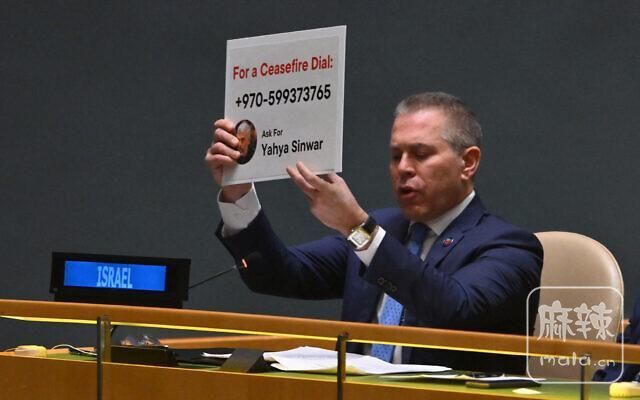 For a Ceasefire Dial:
+970-599373765
Ask For
Yahya Sinwar
ISRAEL
麻辣
mala.cn